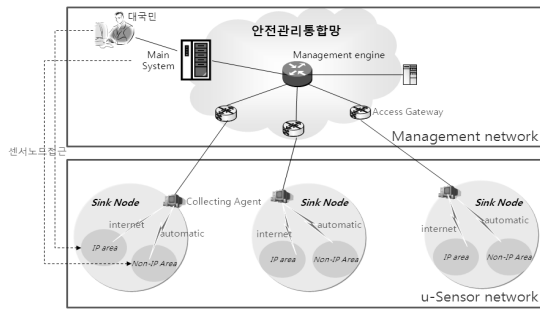 대국민
안전관리통합망
Main
System
Management engine
Access Gateway
Management network
센서노드접근
Sink Node
Collecting Agent
internet
automatic
IP area
Non-IP Area
Sink Node
internet
automatic
IP area
Non-IP Area
Sink Node
internet
automatic
IP area
Non-IP Area
u-Sensor network